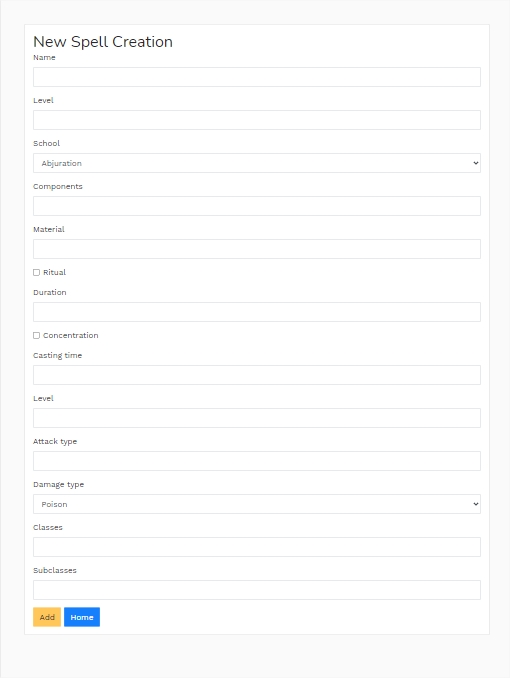 New Spell Creation
Name
Level
School
Abjuration
Components
Material
Ritual
Duration
Concentration
Casting time
Level
Attack type
Damage type
Poison
Classes
Subclasses
Add Home